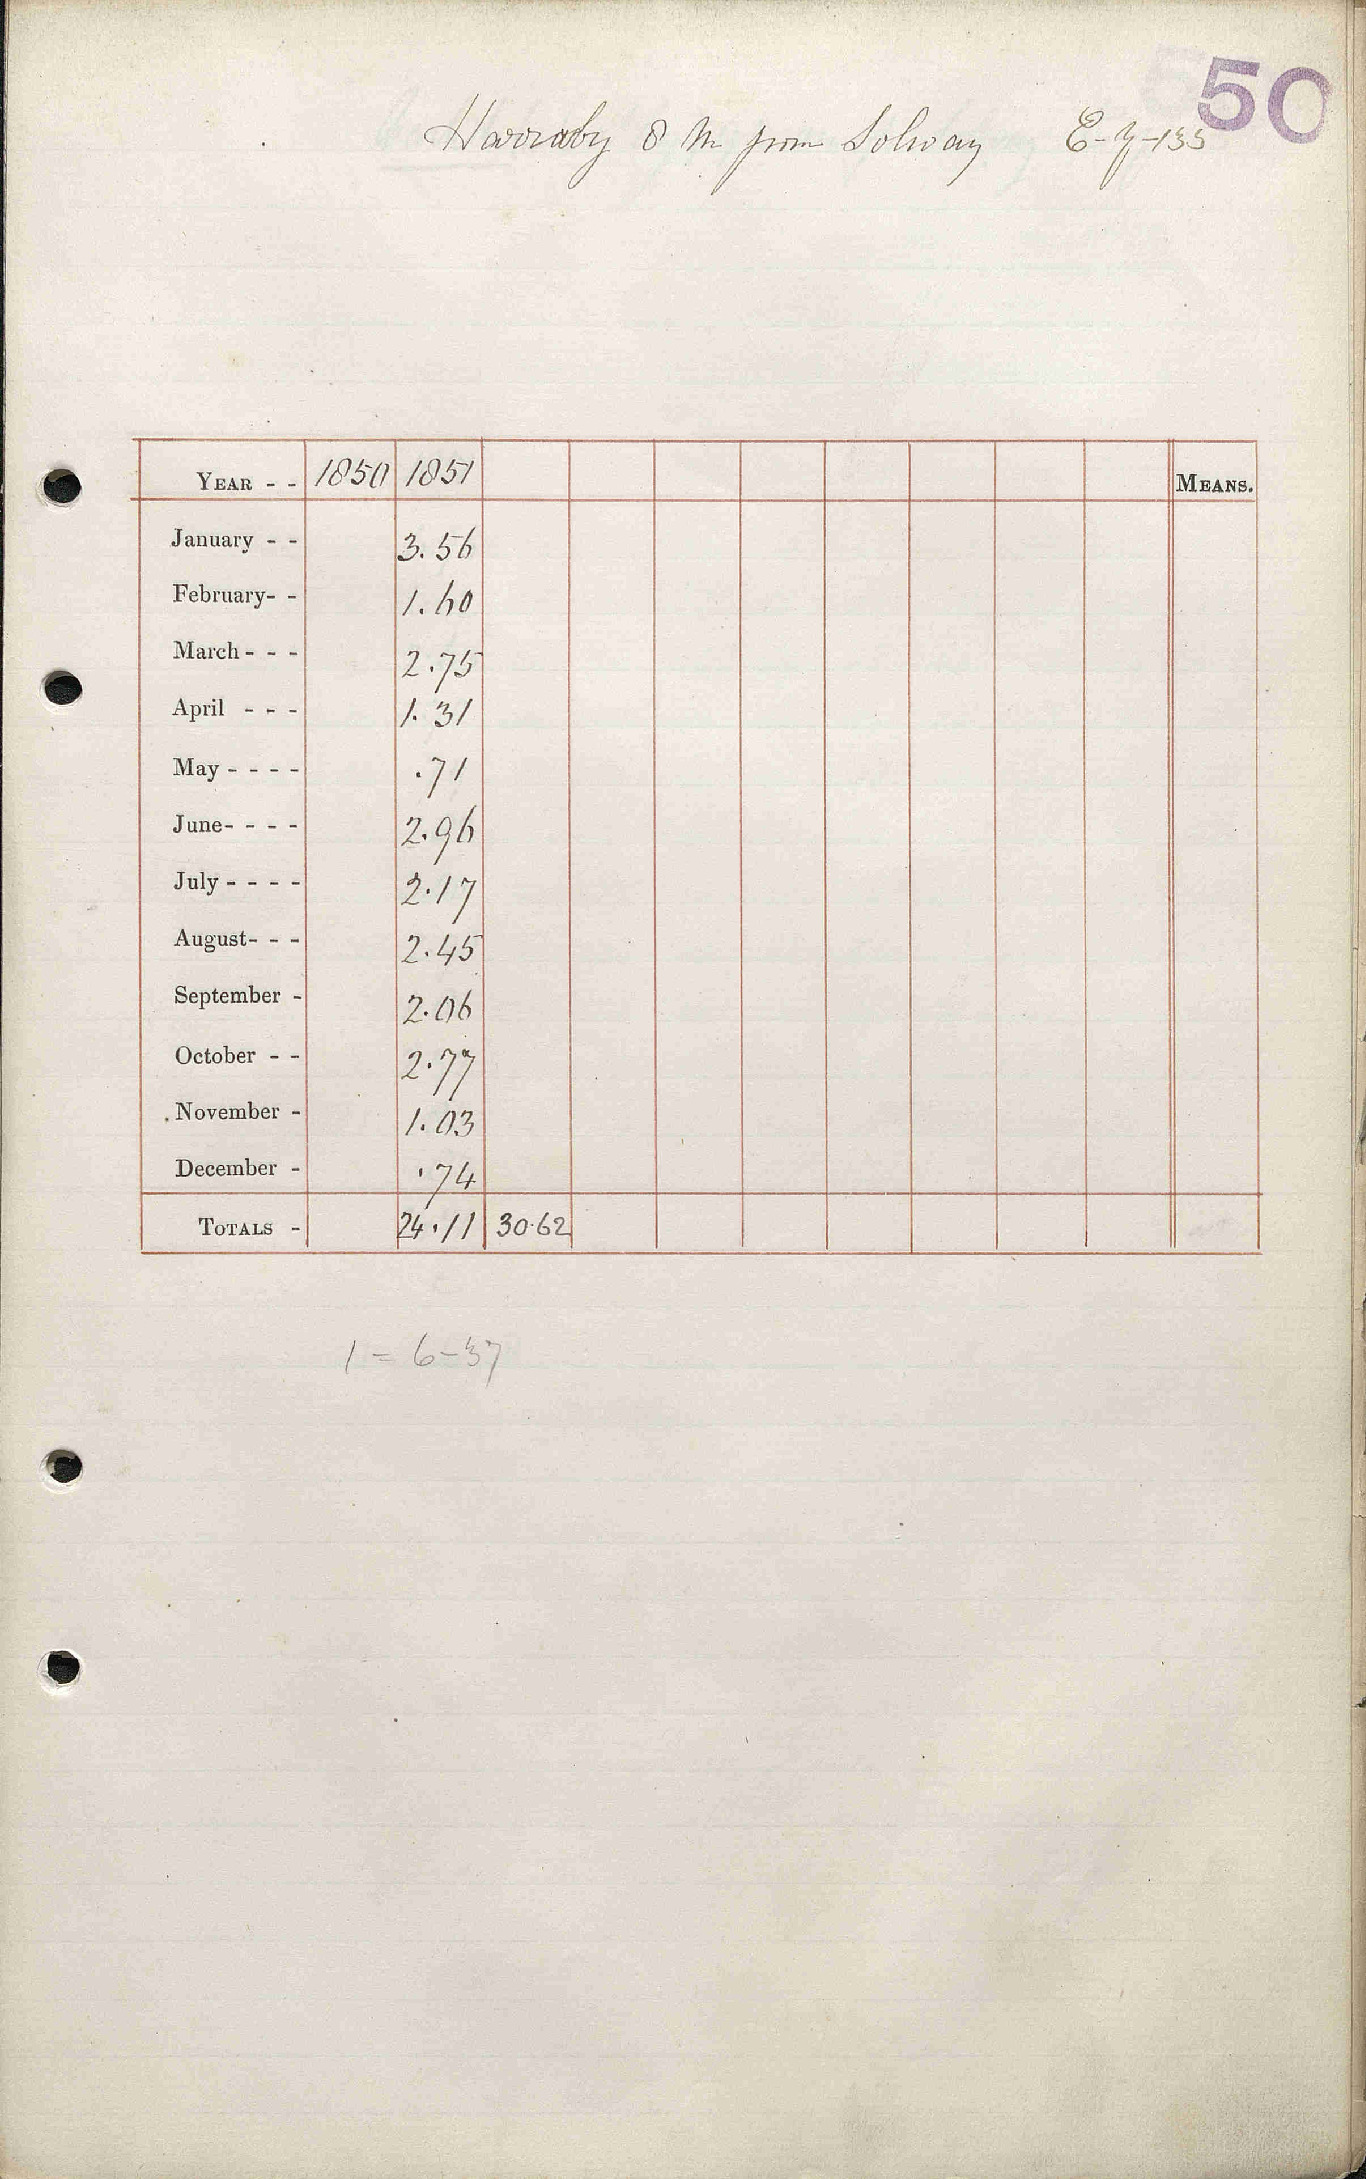 50
Harraby 8 m from Solway E-y-135
YEAR - - 1850 1851 MEANS.
January - - 3.56
February- - 1.60
March - - - 2.75
April - - - 1.31
May - - - - .71
June- - - - 2.96
July - - - - 2.17
August- - - 2.45
September - 2.06
October - - 2.77
November - 1.03
December - .74
TOTALS - 24.11 30.62
1 = 6-37